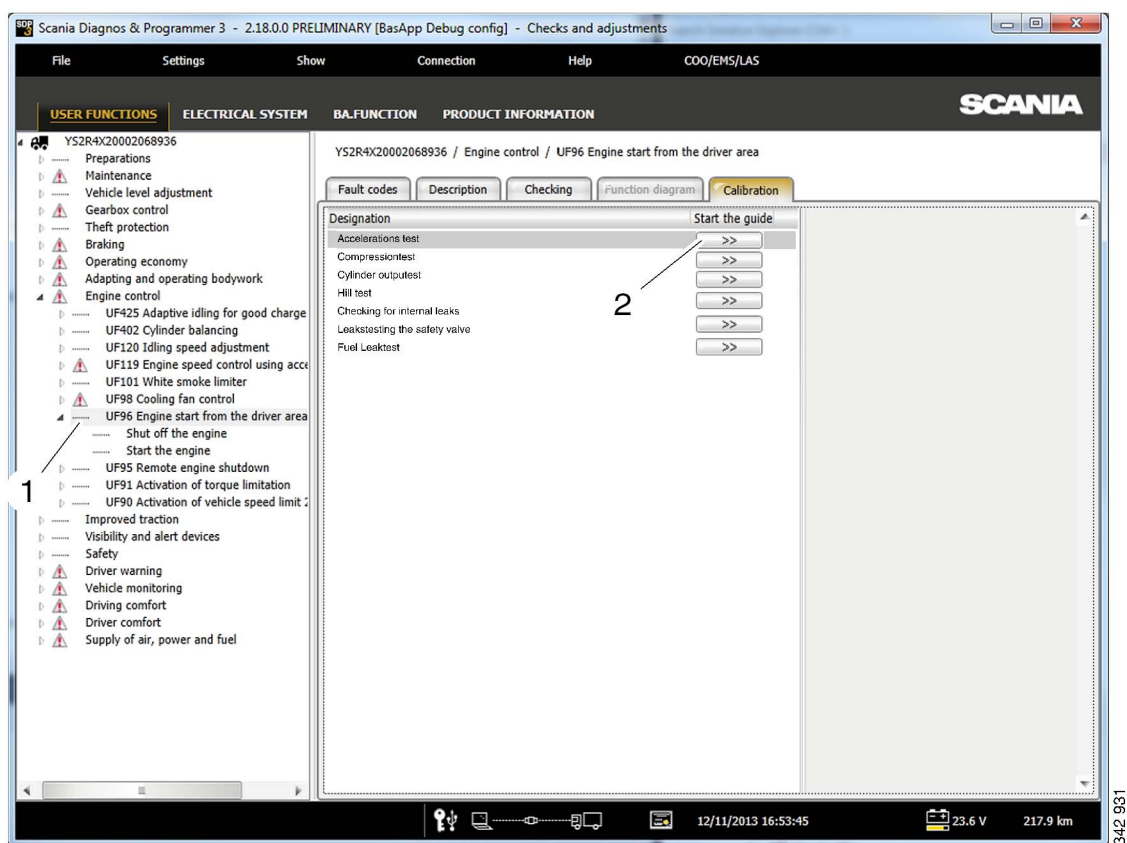 SDP3 Scania Diagnos & Programmer 3 - 2.18.0.0 PRELIMINARY [BasApp Debug config] - Checks and adjustments
File Settings Show Connection Help COO/EMS/LAS
USER FUNCTIONS ELECTRICAL SYSTEM BA.FUNCTION PRODUCT INFORMATION
SCANIA
YS2R4X20002068936
Preparations
Maintenance
Vehicle level adjustment
Gearbox control
Theft protection
Braking
Operating economy
Adapting and operating bodywork
Engine control
UF425 Adaptive idling for good charge
UF402 Cylinder balancing
UF120 Idling speed adjustment
UF119 Engine speed control using acce
UF101 White smoke limiter
UF98 Cooling fan control
UF96 Engine start from the driver area
Shut off the engine
Start the engine
UF95 Remote engine shutdown
UF91 Activation of torque limitation
UF90 Activation of vehicle speed limit 2
Improved traction
Visibility and alert devices
Safety
Driver warning
Vehicle monitoring
Driving comfort
Driver comfort
Supply of air, power and fuel
1
YS2R4X20002068936 / Engine control / UF96 Engine start from the driver area
Fault codes Description Checking Function diagram Calibration
Designation Start the guide
Accelerations test >>
Compressiontest >>
Cylinder outputest >>
Hill test >>
Checking for internal leaks
Leakstesting the safety valve >>
Fuel Leaktest >>
2
12/11/2013 16:53:45 23.6 V 217.9 km
342 931